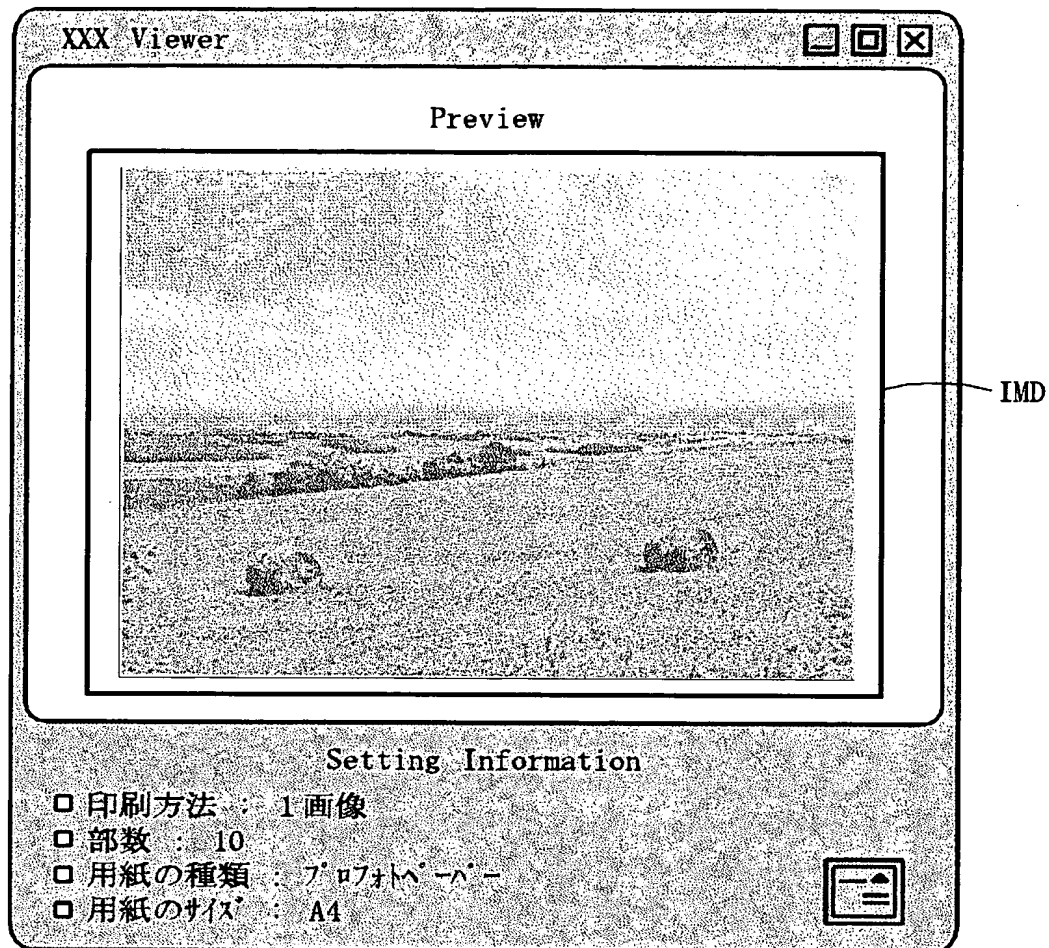 XXX Viewer
Preview
IMD
Setting Information
印刷方法 : 1画像
部数 : 10
用紙の種類 : プロフォトペーパー
用紙のサイズ : A4